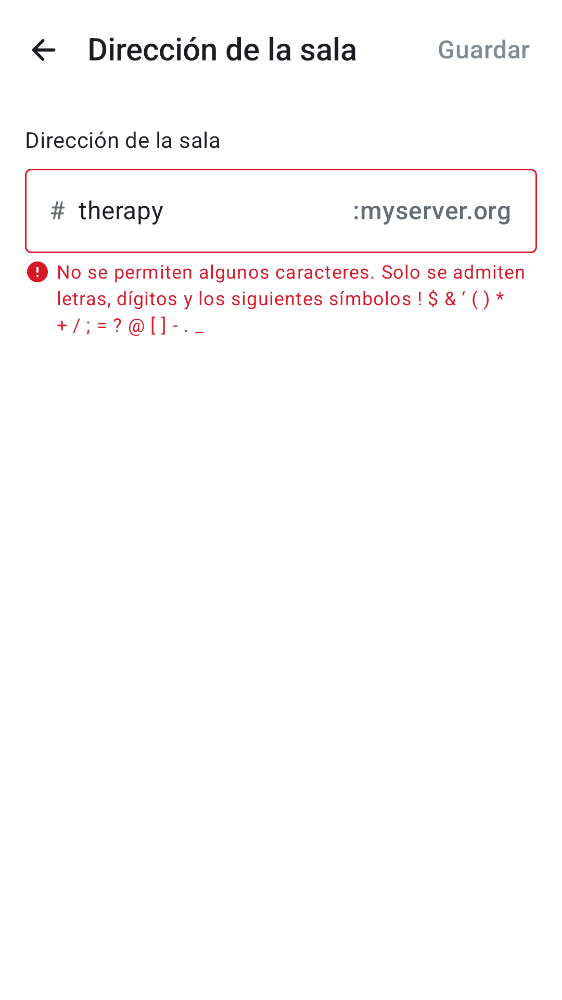 Dirección de la sala
Guardar
Dirección de la sala
# therapy :myserver.org
No se permiten algunos caracteres. Solo se admiten
letras, dígitos y los siguientes símbolos ! $ & ‘ ( ) *
+ / ; = ? @ [ ] - . _